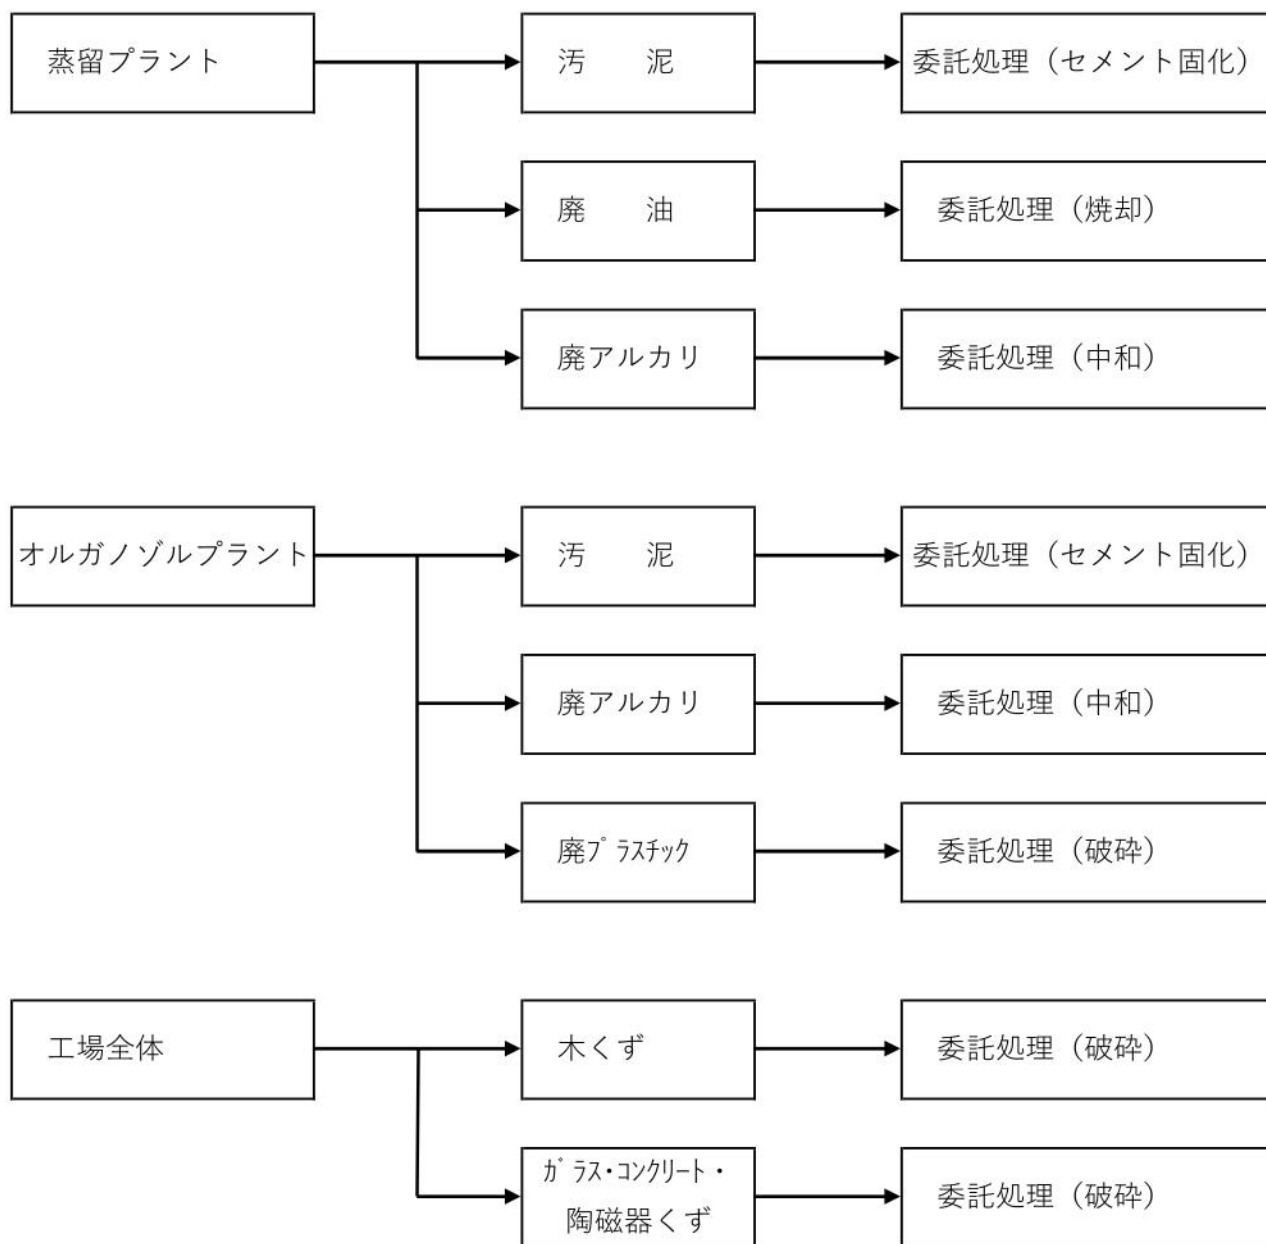 蒸留プラント
汚　　泥
委託処理（セメント固化）
廃　　油
委託処理（焼却）
廃アルカリ
委託処理（中和）
オルガノゾルプラント
汚　　泥
委託処理（セメント固化）
廃アルカリ
委託処理（中和）
廃ﾌﾟﾗｽﾁｯｸ
委託処理（破砕）
工場全体
木くず
委託処理（破砕）
ｶﾞﾗｽ･ｺﾝｸﾘｰﾄ・
陶磁器くず
委託処理（破砕）